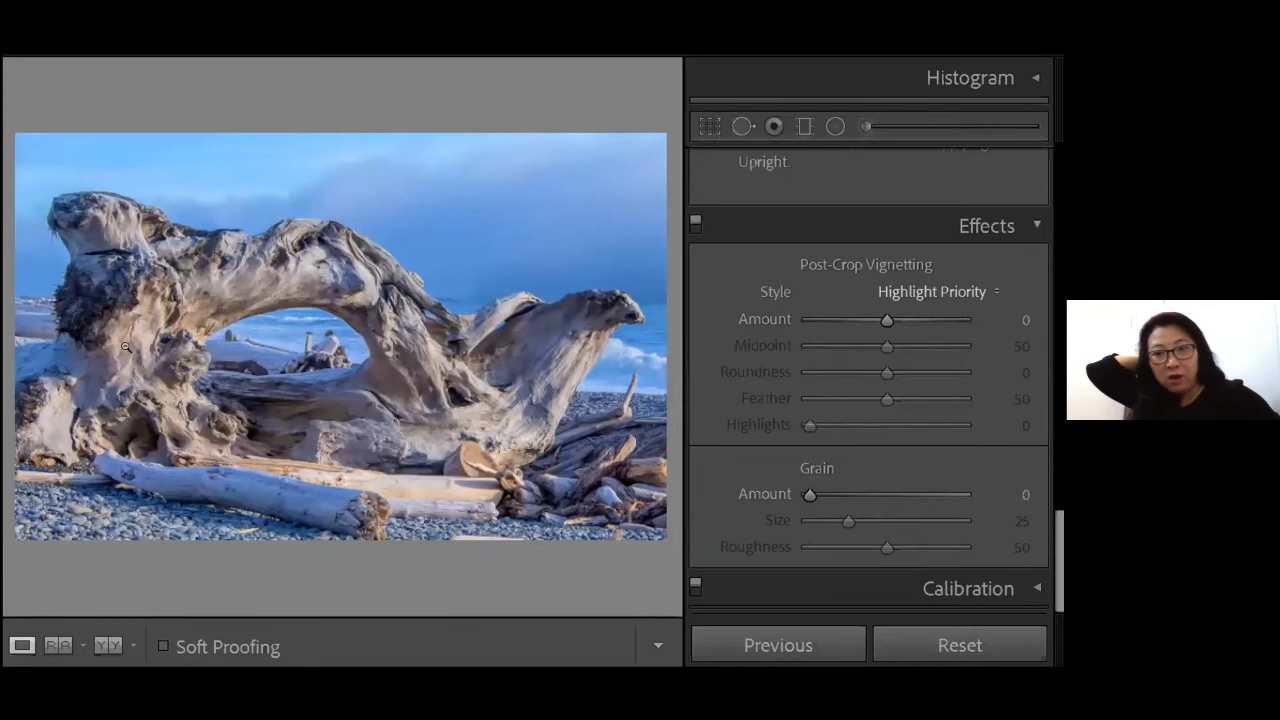 Histogram
Upright.
Effects
Post-Crop Vignetting
Style Highlight Priority
Amount 0
Midpoint 50
Roundness 0
Feather 50
Highlights 0
Grain
Amount 0
Size 25
Roughness 50
Calibration
R A Y Y Soft Proofing
Previous Reset